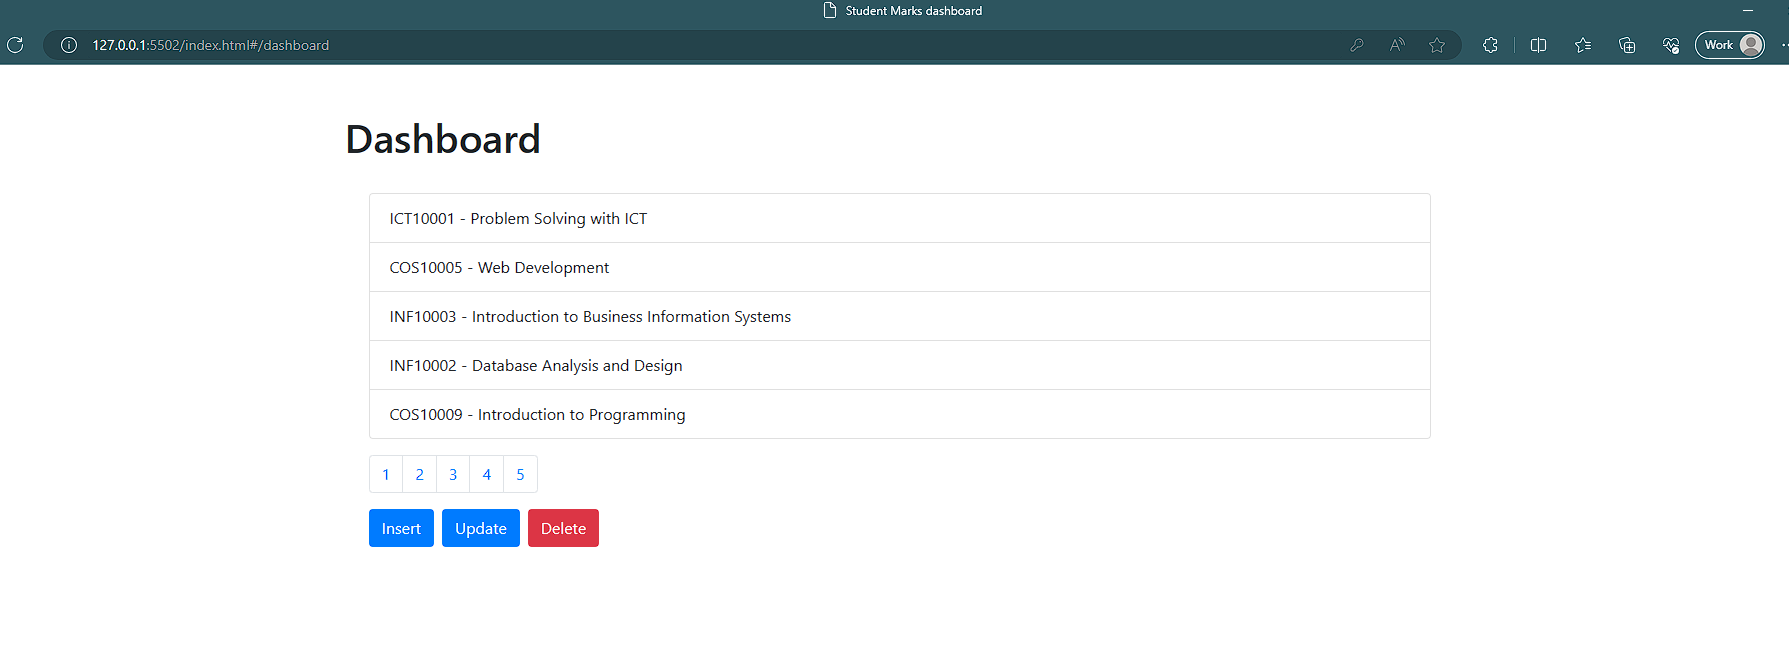 Student Marks dashboard
127.0.0.1:5502/index.html#/dashboard
Work
Dashboard
ICT10001 - Problem Solving with ICT
COS10005 - Web Development
INF10003 - Introduction to Business Information Systems
INF10002 - Database Analysis and Design
COS10009 - Introduction to Programming
1 2 3 4 5
Insert Update Delete